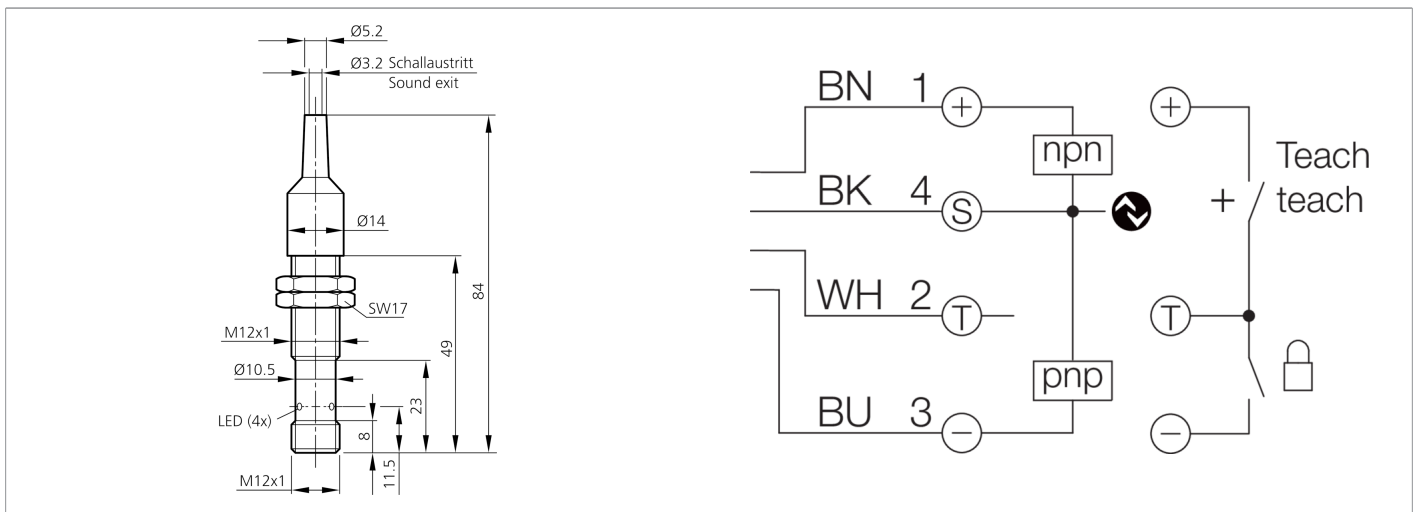 Ø5.2
Ø3.2 Schallaustritt
Sound exit
Ø14
SW17
M12x1
Ø10.5
LED (4x)
M12x1
8
11.5
23
49
84
BN 1 +
npn
BK 4 S
WH 2 T
pnp
BU 3 −
+
+ Teach
teach
T
−